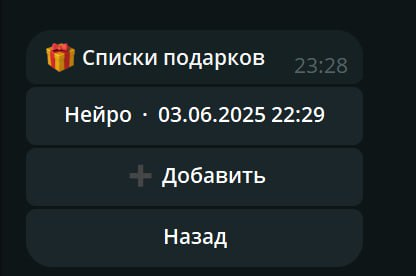 🎁 Списки подарков 23:28
Нейро · 03.06.2025 22:29
➕ Добавить
Назад